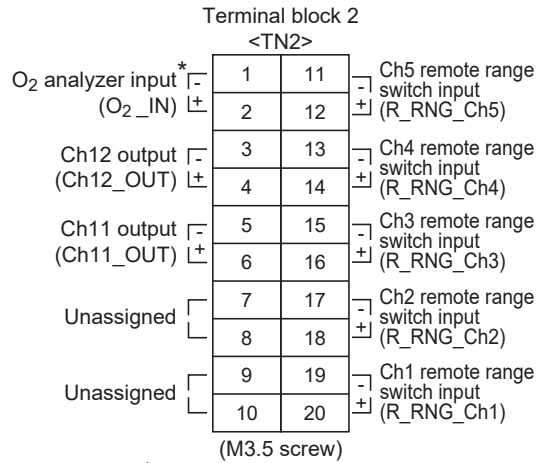 Terminal block 2
<TN2>
O2 analyzer input*
(O2 _IN)
-
+
1
11
2
12
-
+
Ch5 remote range
switch input
(R_RNG_Ch5)
Ch12 output
(Ch12_OUT)
-
+
3
13
4
14
-
+
Ch4 remote range
switch input
(R_RNG_Ch4)
Ch11 output
(Ch11_OUT)
-
+
5
15
6
16
-
+
Ch3 remote range
switch input
(R_RNG_Ch3)
Unassigned
7
17
8
18
-
+
Ch2 remote range
switch input
(R_RNG_Ch2)
Unassigned
9
19
10
20
-
+
Ch1 remote range
switch input
(R_RNG_Ch1)
(M3.5 screw)